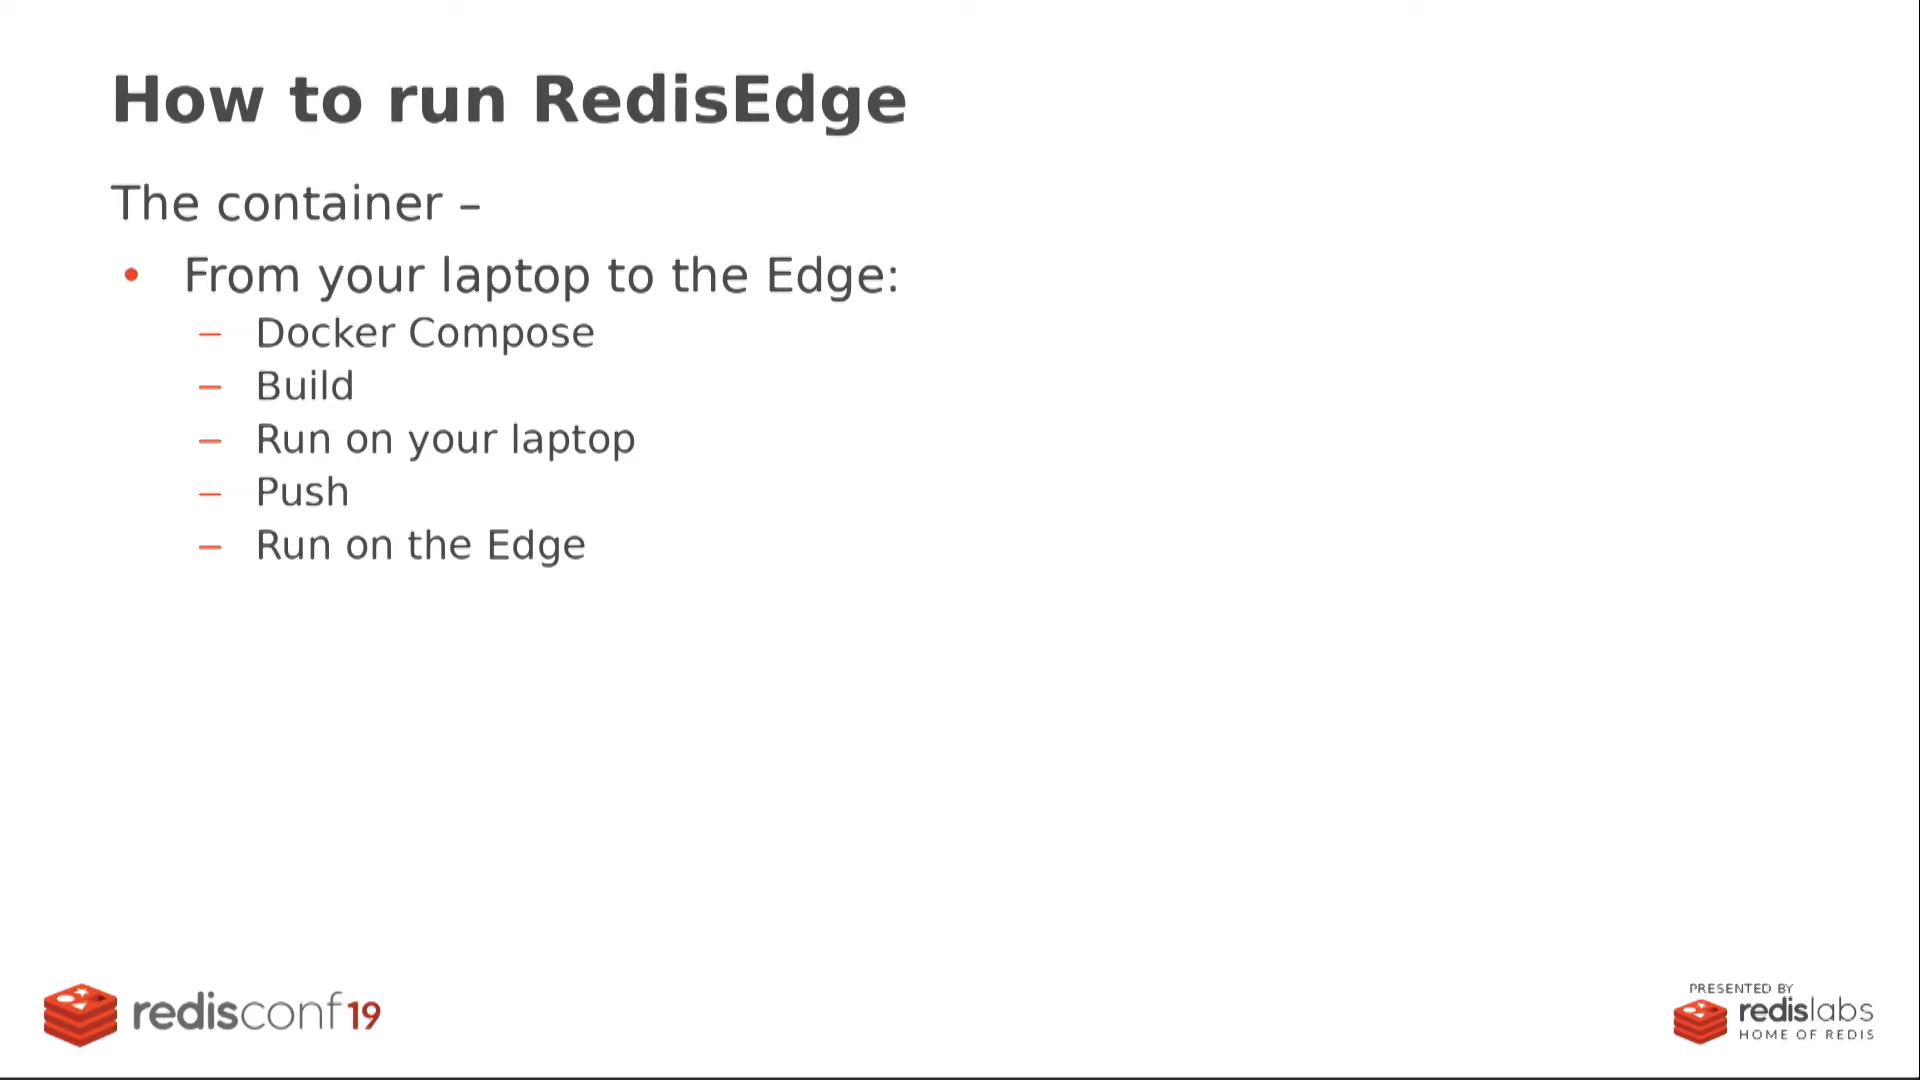 How to run RedisEdge
The container –
• From your laptop to the Edge:
– Docker Compose
– Build
– Run on your laptop
– Push
– Run on the Edge
redisconf19
PRESENTED BY
redislabs
HOME OF REDIS